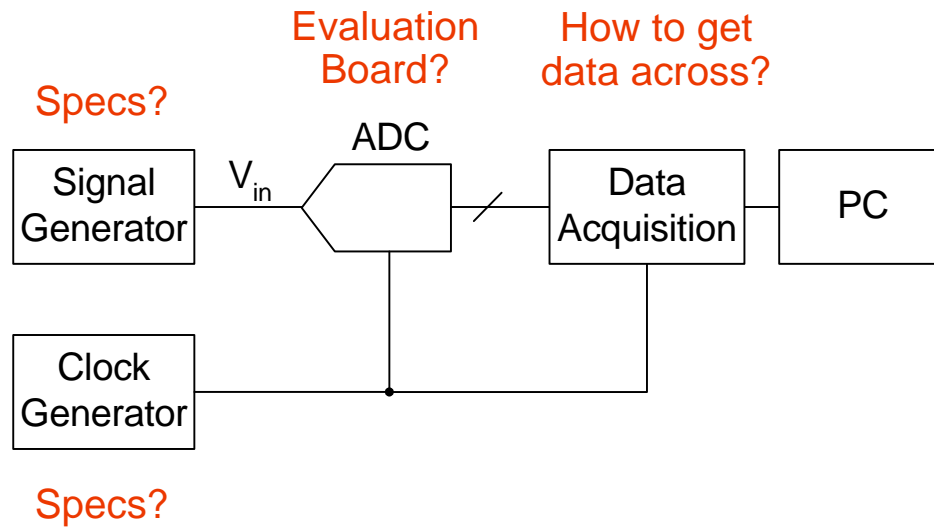 Evaluation
Board?
How to get
data across?
Specs?
ADC
Signal
Generator
Vin
Data
Acquisition
PC
Clock
Generator
Specs?